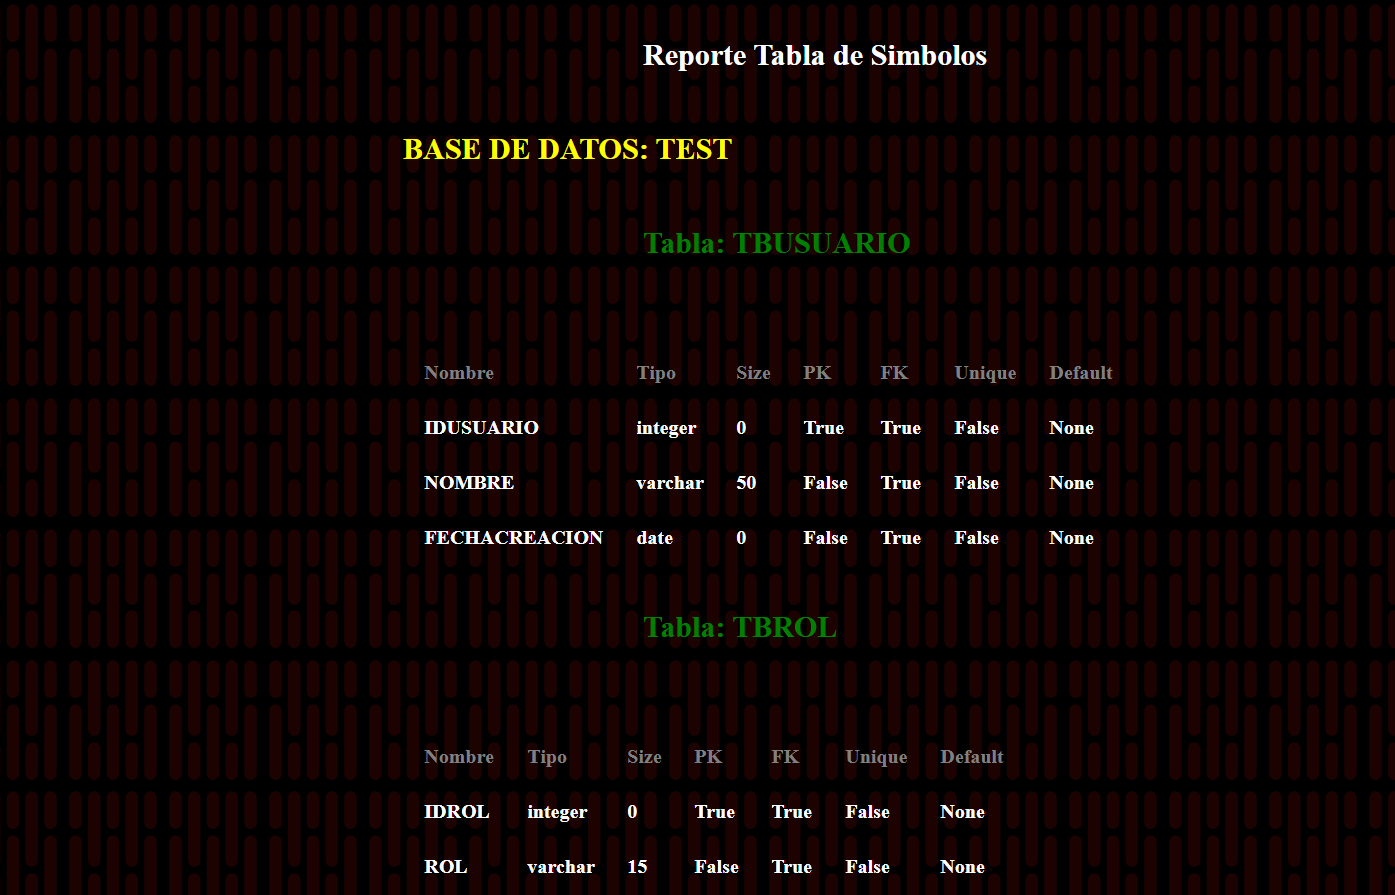 Reporte Tabla de Simbolos
BASE DE DATOS: TEST
Tabla: TBUSUARIO
Nombre Tipo Size PK FK Unique Default
IDUSUARIO integer 0 True True False None
NOMBRE varchar 50 False True False None
FECHACREACION date 0 False True False None
Tabla: TBROL
Nombre Tipo Size PK FK Unique Default
IDROL integer 0 True True False None
ROL varchar 15 False True False None